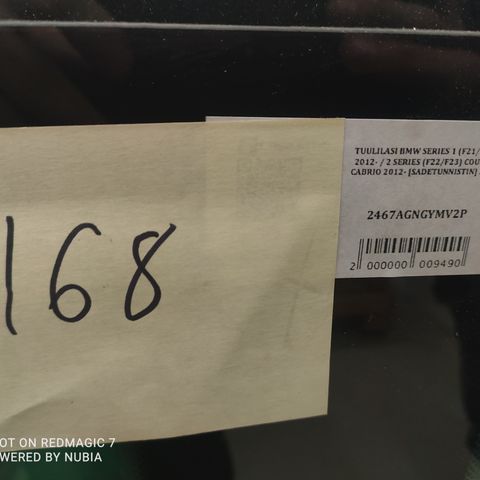 TUULILASI BMW SERIES 1 (F21/
2012- / 2 SERIES (F22/F23) COU
CABRIO 2012- [SADETUNNISTIN]
2467AGNGYMV2P
2 000000 009490
168
OT ON REDMAGIC 7
WERED BY NUBIA